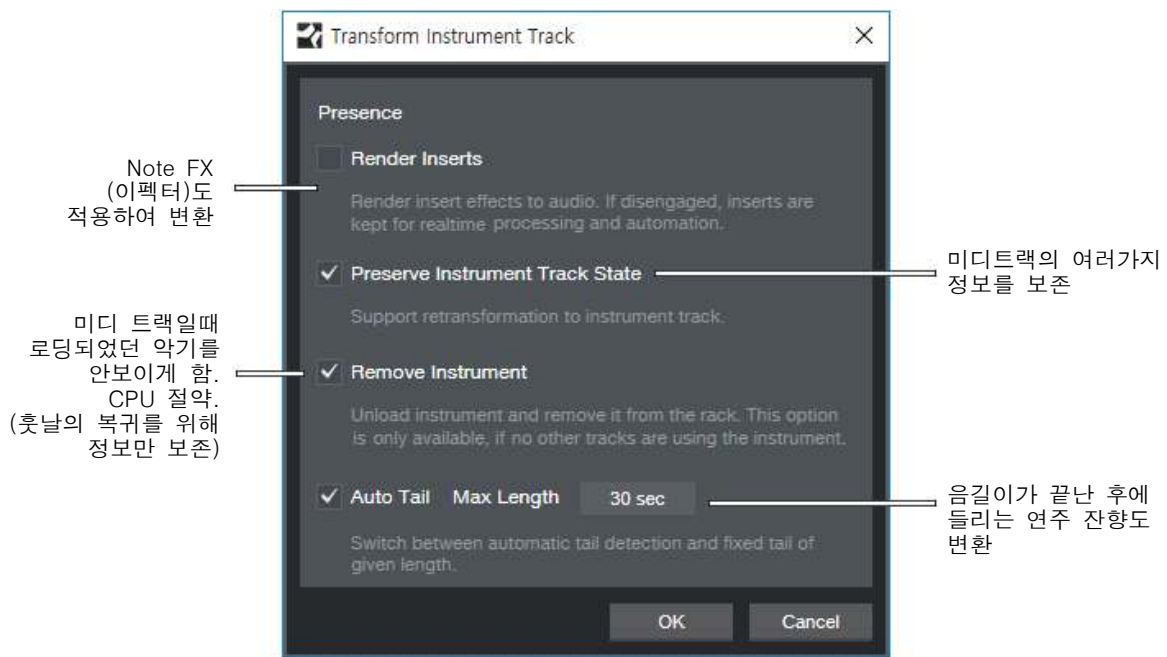 Transform Instrument Track
Presence
Render Inserts
Render insert effects to audio. If disengaged, inserts are
kept for realtime processing and automation.
Note FX
(이펙터)도
적용하여 변환
Preserve Instrument Track State
Support retransformation to instrument track.
미디트랙의 여러가지
정보를 보존
Remove Instrument
Unload instrument and remove it from the rack. This option
is only available, if no other tracks are using the instrument.
미디 트랙일때
로딩되었던 악기를
안보이게 함.
CPU 절약.
(훗날의 복귀를 위해
정보만 보존)
Auto Tail Max Length 30 sec
Switch between automatic tail detection and fixed tail of
given length.
음길이가 끝난 후에
들리는 연주 잔향도
변환
OK Cancel